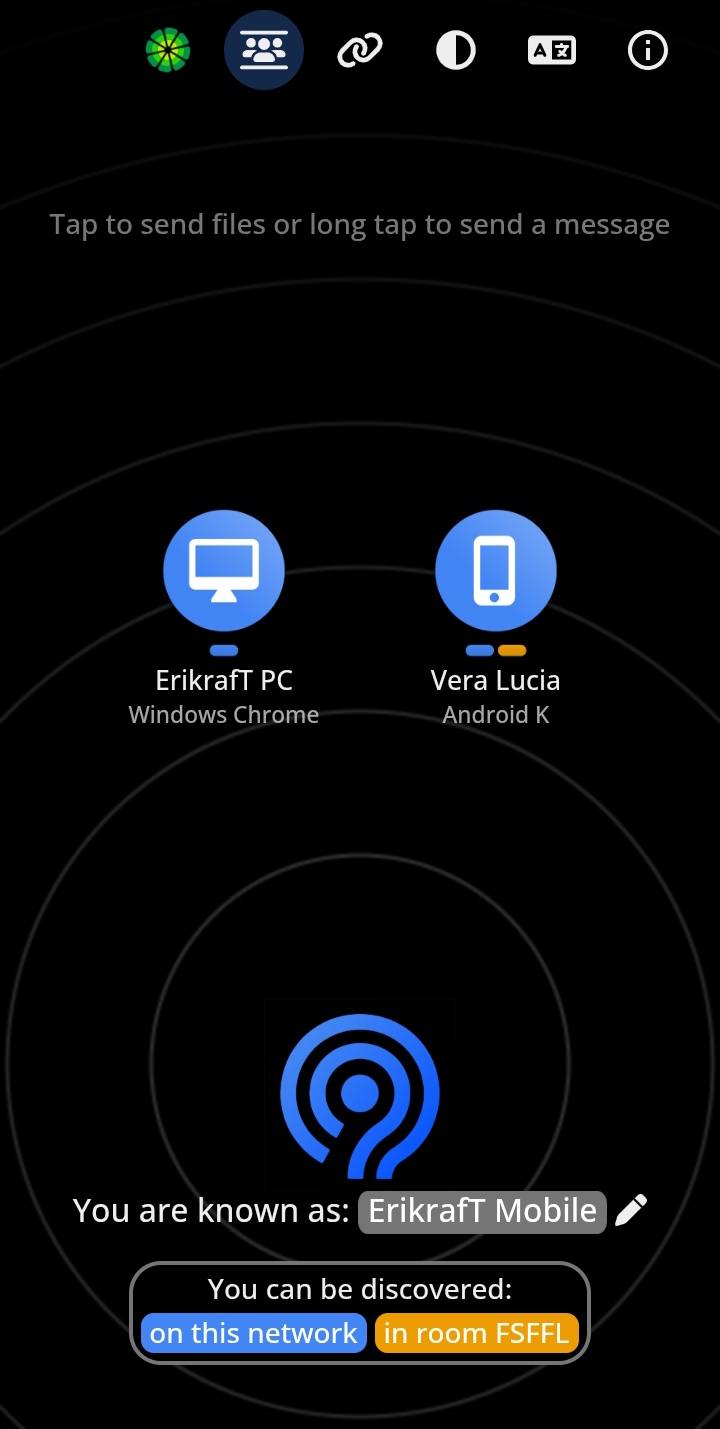 Tap to send files or long tap to send a message
ErikrafT PC
Windows Chrome
Vera Lucia
Android K
You are known as: ErikrafT Mobile
You can be discovered:
on this network in room FSFFL